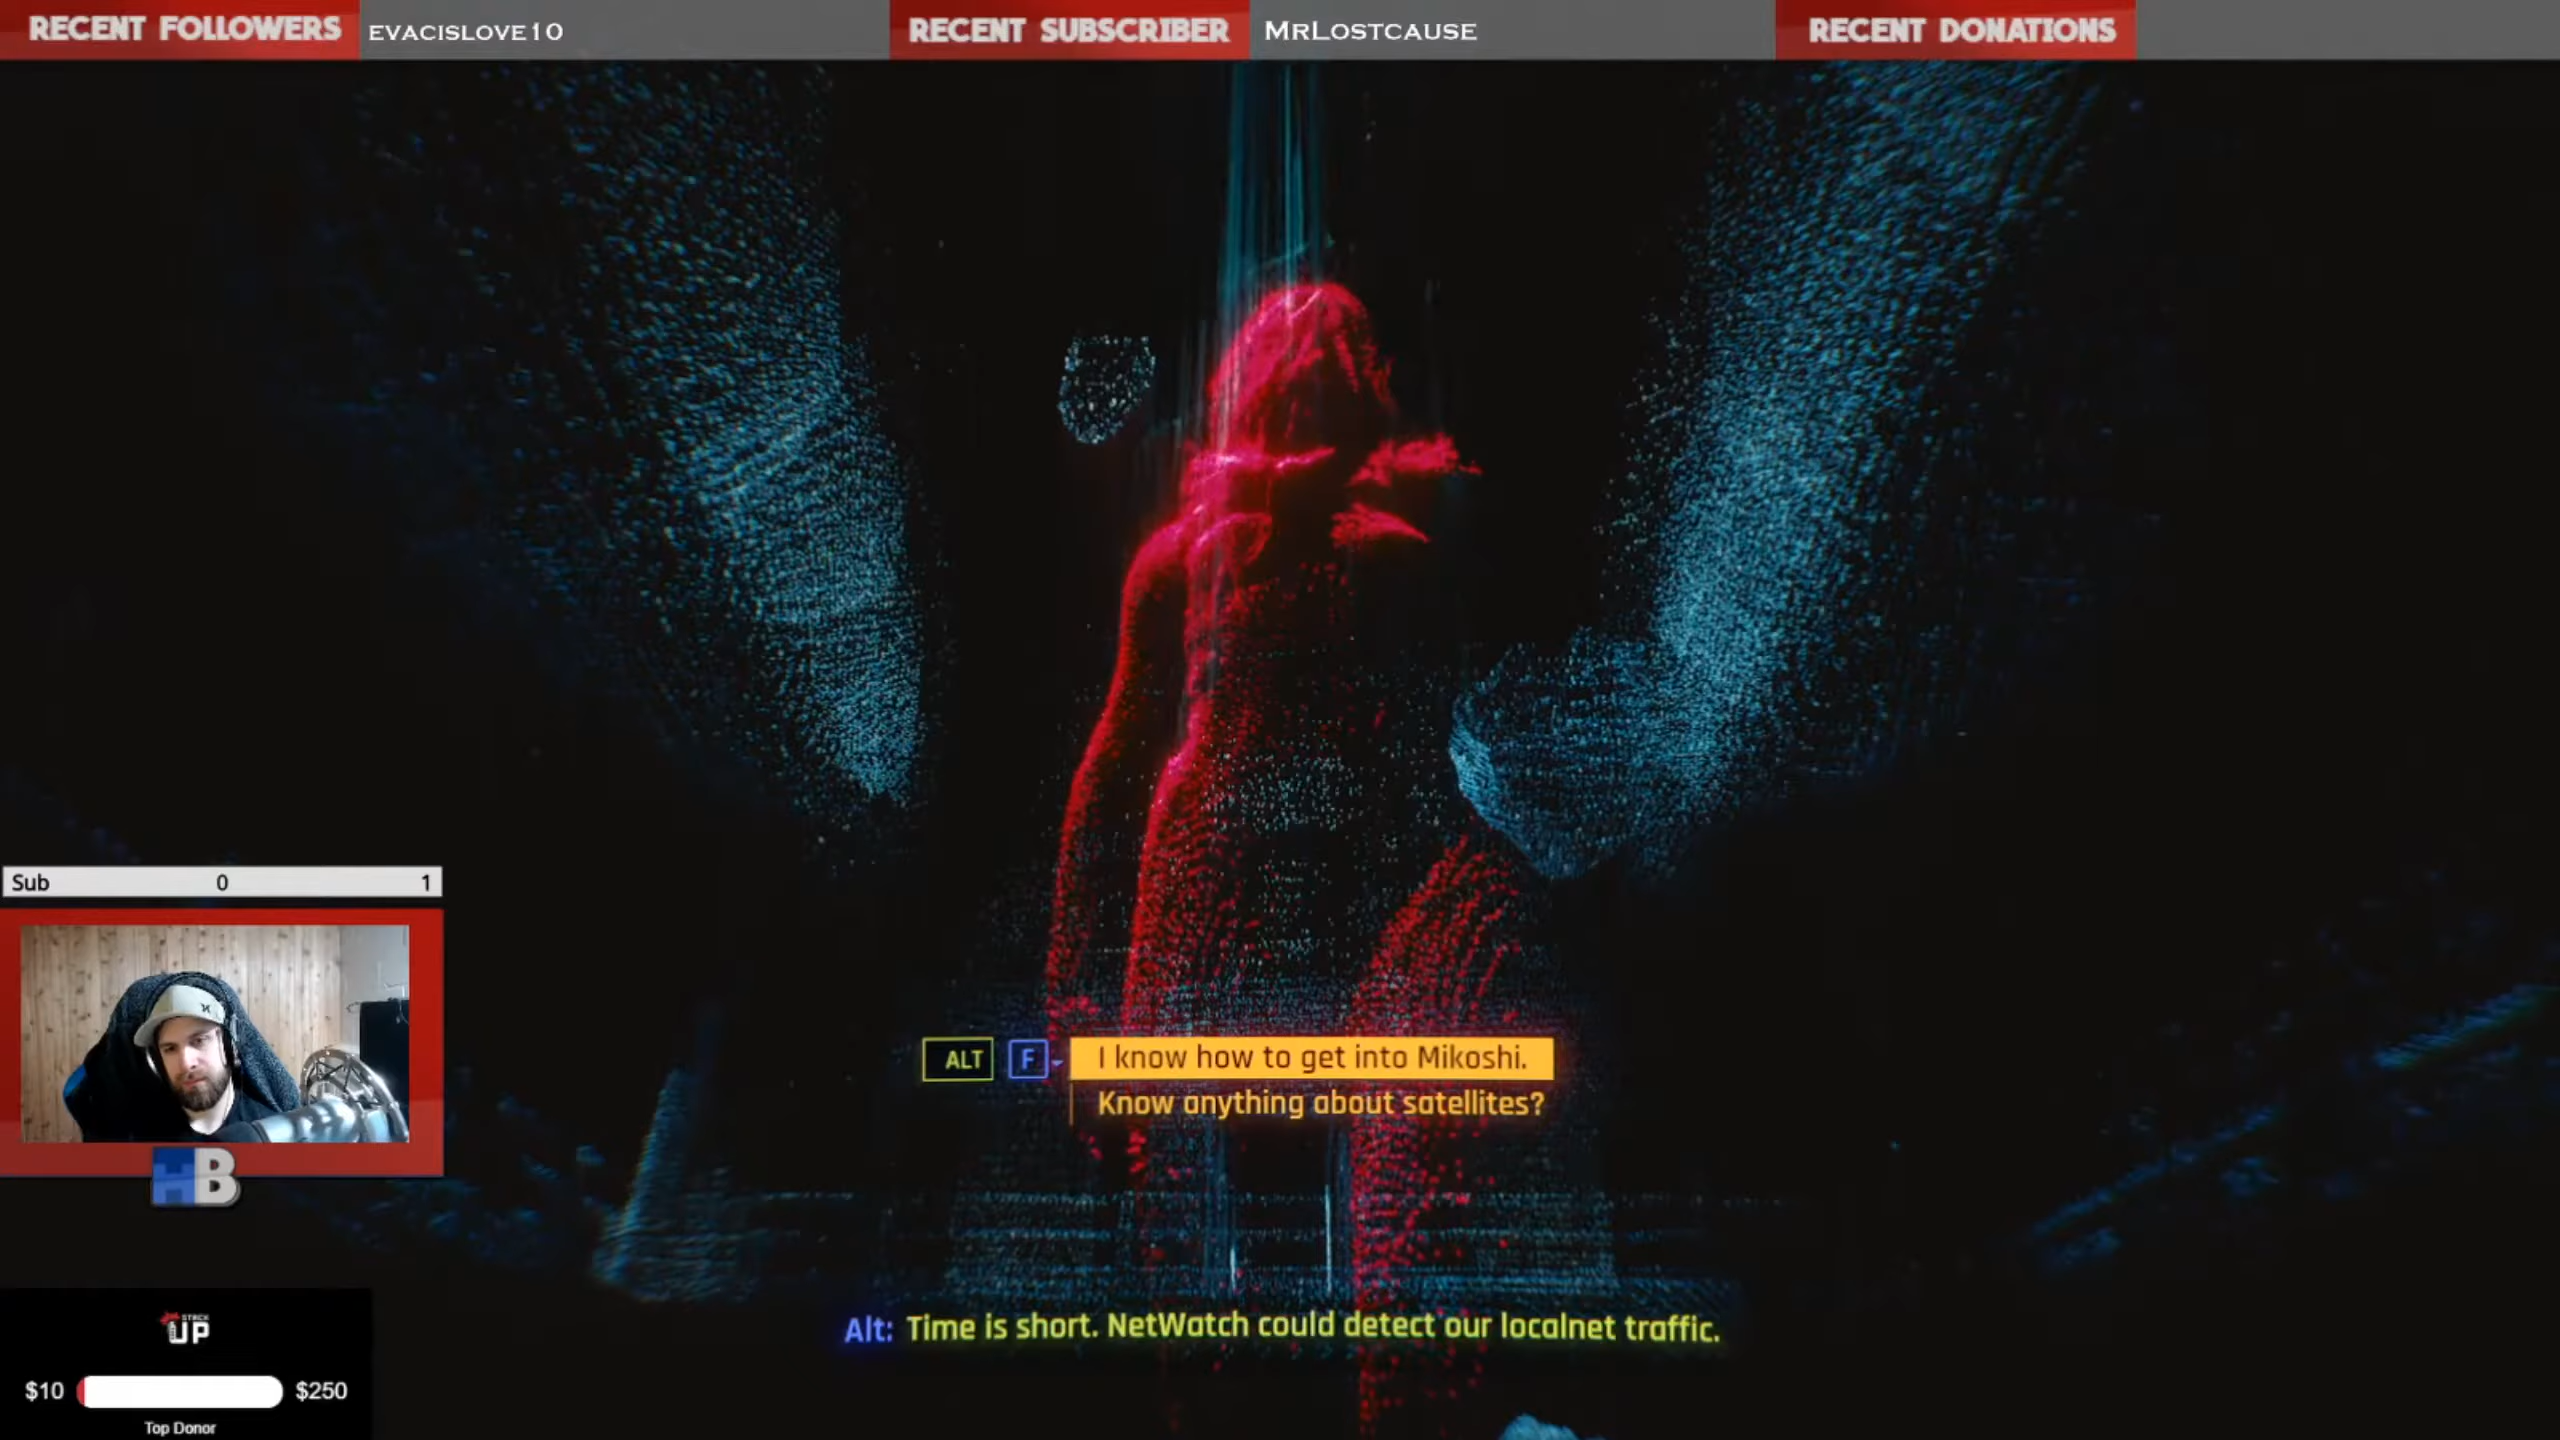 RECENT FOLLOWERS EVACISLOVE10 RECENT SUBSCRIBER MRLOSTCAUSE RECENT DONATIONS
Sub 0 1
HB
ALT F I know how to get into Mikoshi.
Know anything about satellites?
Alt: Time is short. NetWatch could detect our localnet traffic.
STACK
UP
$10 $250
Top Donor